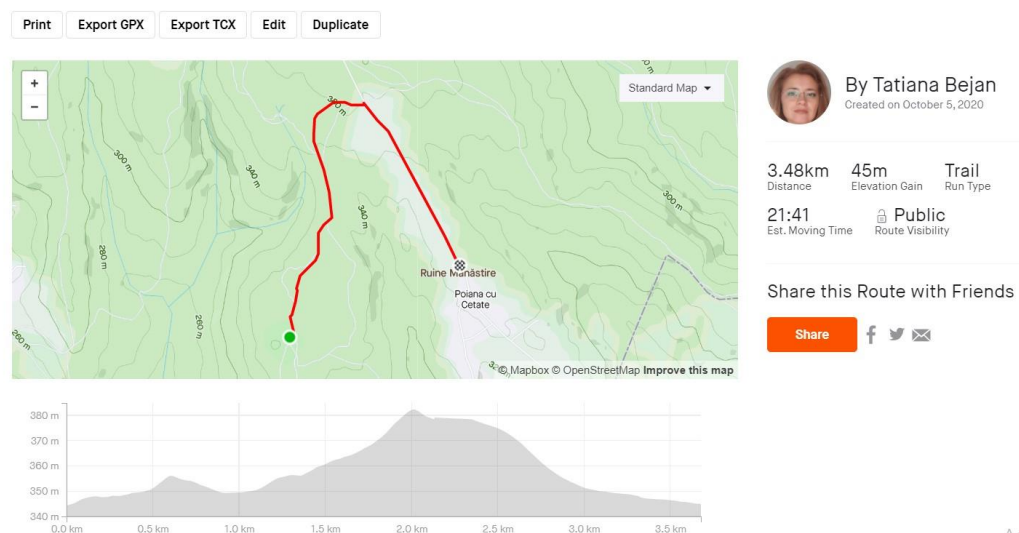 Print
Export GPX
Export TCX
Edit
Duplicate
+
−
Standard Map
By Tatiana Bejan
Created on October 5, 2020
300 m
340 m
380 m
340 m
300 m
280 m
260 m
260 m
Ruine Mănăstire
Poiana cu
Cetate
© Mapbox © OpenStreetMap Improve this map
3.48km
Distance
45m
Elevation Gain
Trail
Run Type
21:41
Est. Moving Time
Public
Route Visibility
Share this Route with Friends
Share
380 m
370 m
360 m
350 m
340 m
0.0 km
0.5 km
1.0 km
1.5 km
2.0 km
2.5 km
3.0 km
3.5 km